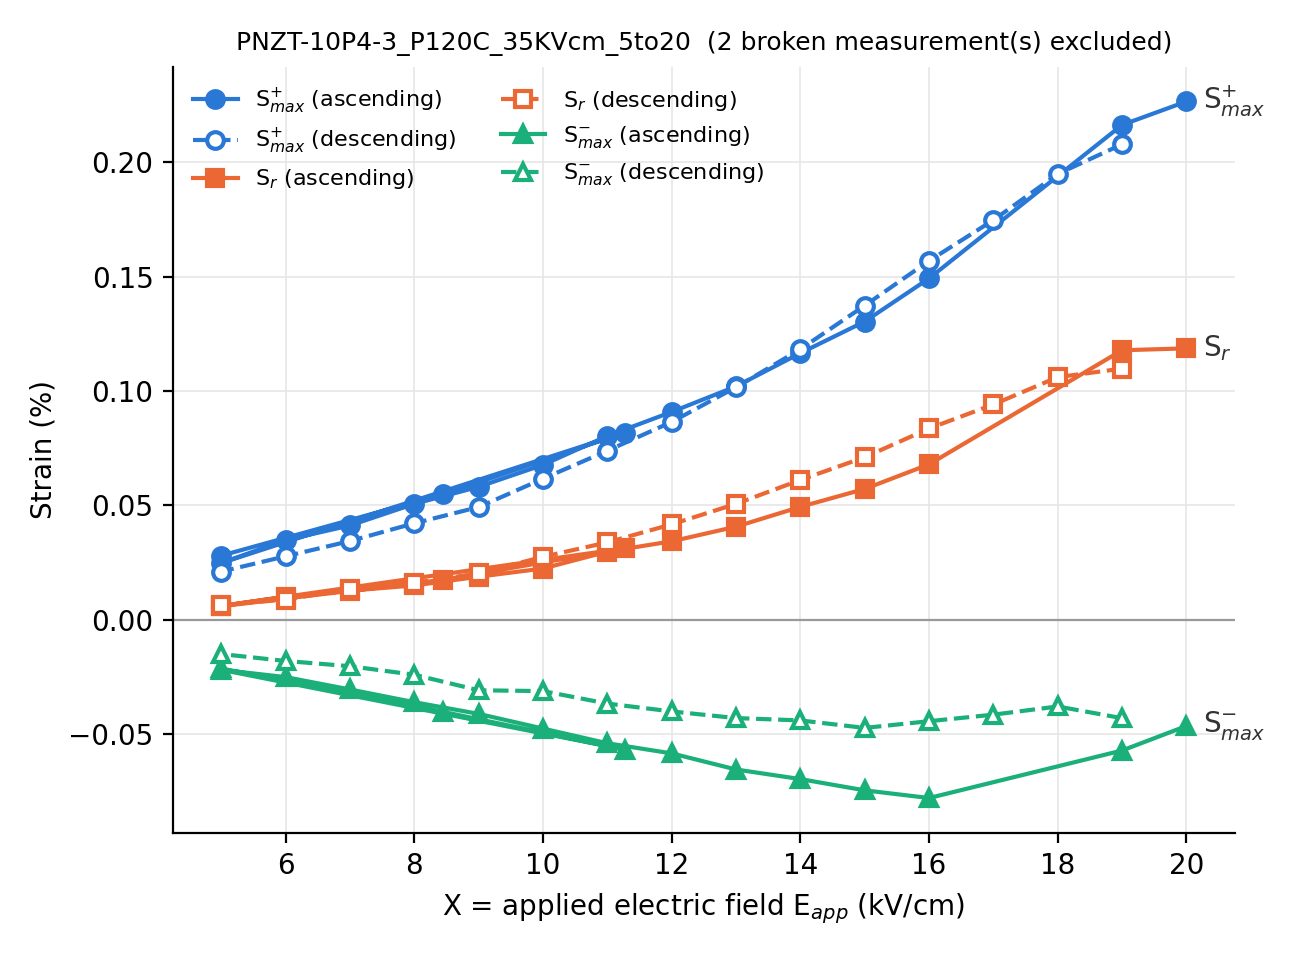 PNZT-10P4-3_P120C_35KVcm_5to20 (2 broken measurement(s) excluded)
S⁺max (ascending)
S⁺max (descending)
Sr (ascending)
Sr (descending)
S⁻max (ascending)
S⁻max (descending)
S⁺max
Sr
S⁻max
Strain (%)
0.20
0.15
0.10
0.05
0.00
−0.05
6 8 10 12 14 16 18 20
X = applied electric field Eapp (kV/cm)